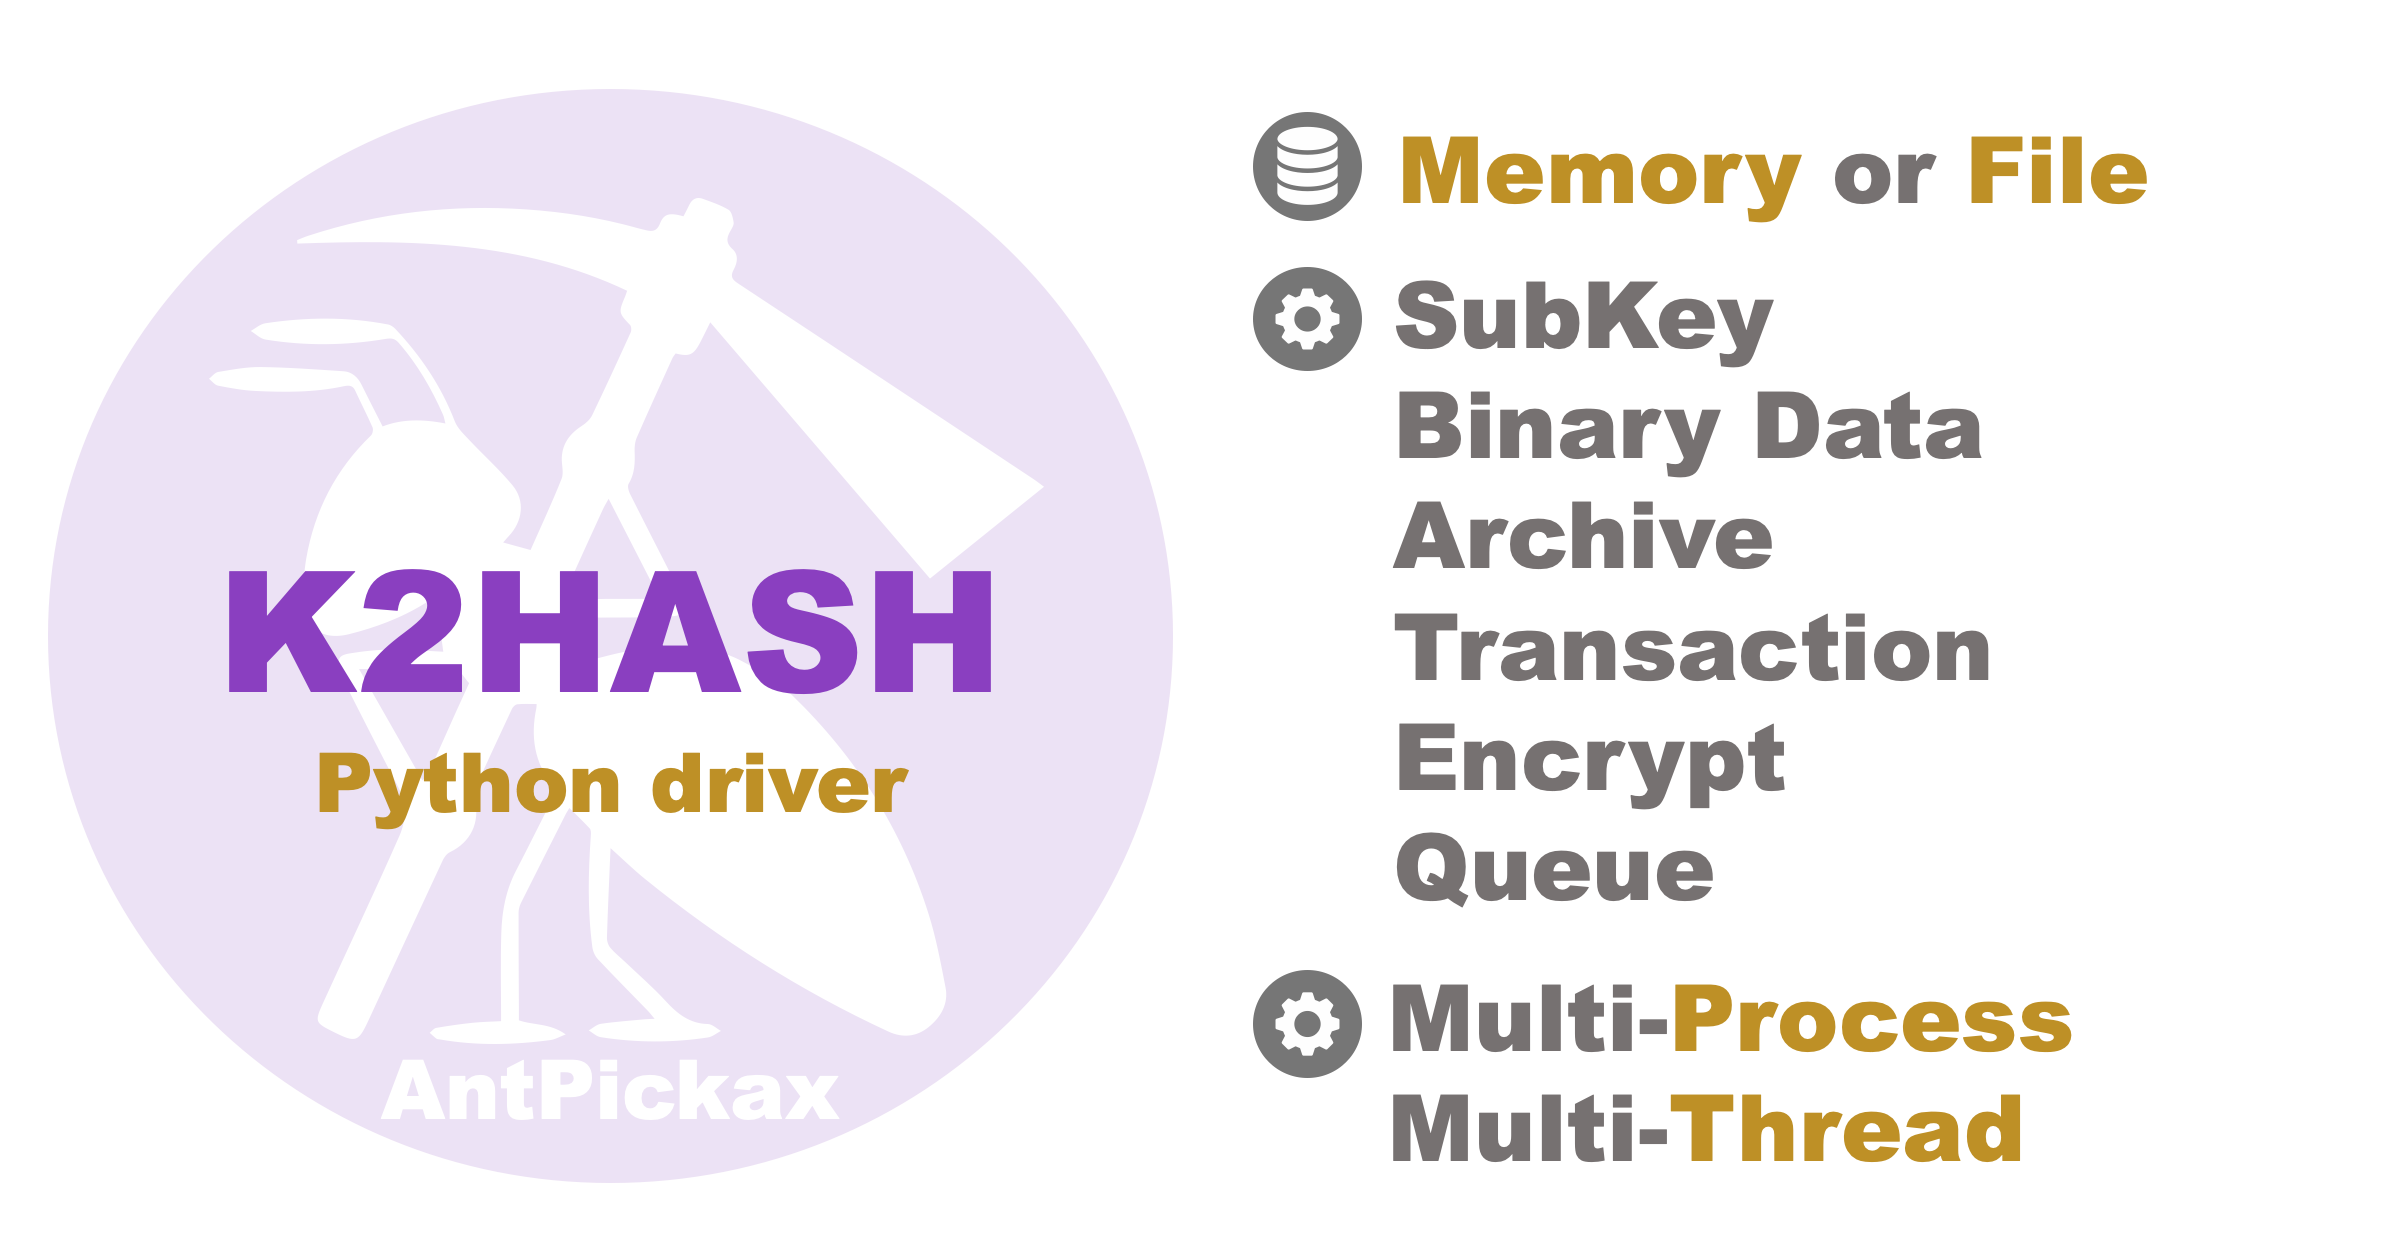 K2HASH
Python driver
AntPickax
Memory or File
SubKey
Binary Data
Archive
Transaction
Encrypt
Queue
Multi-Process
Multi-Thread